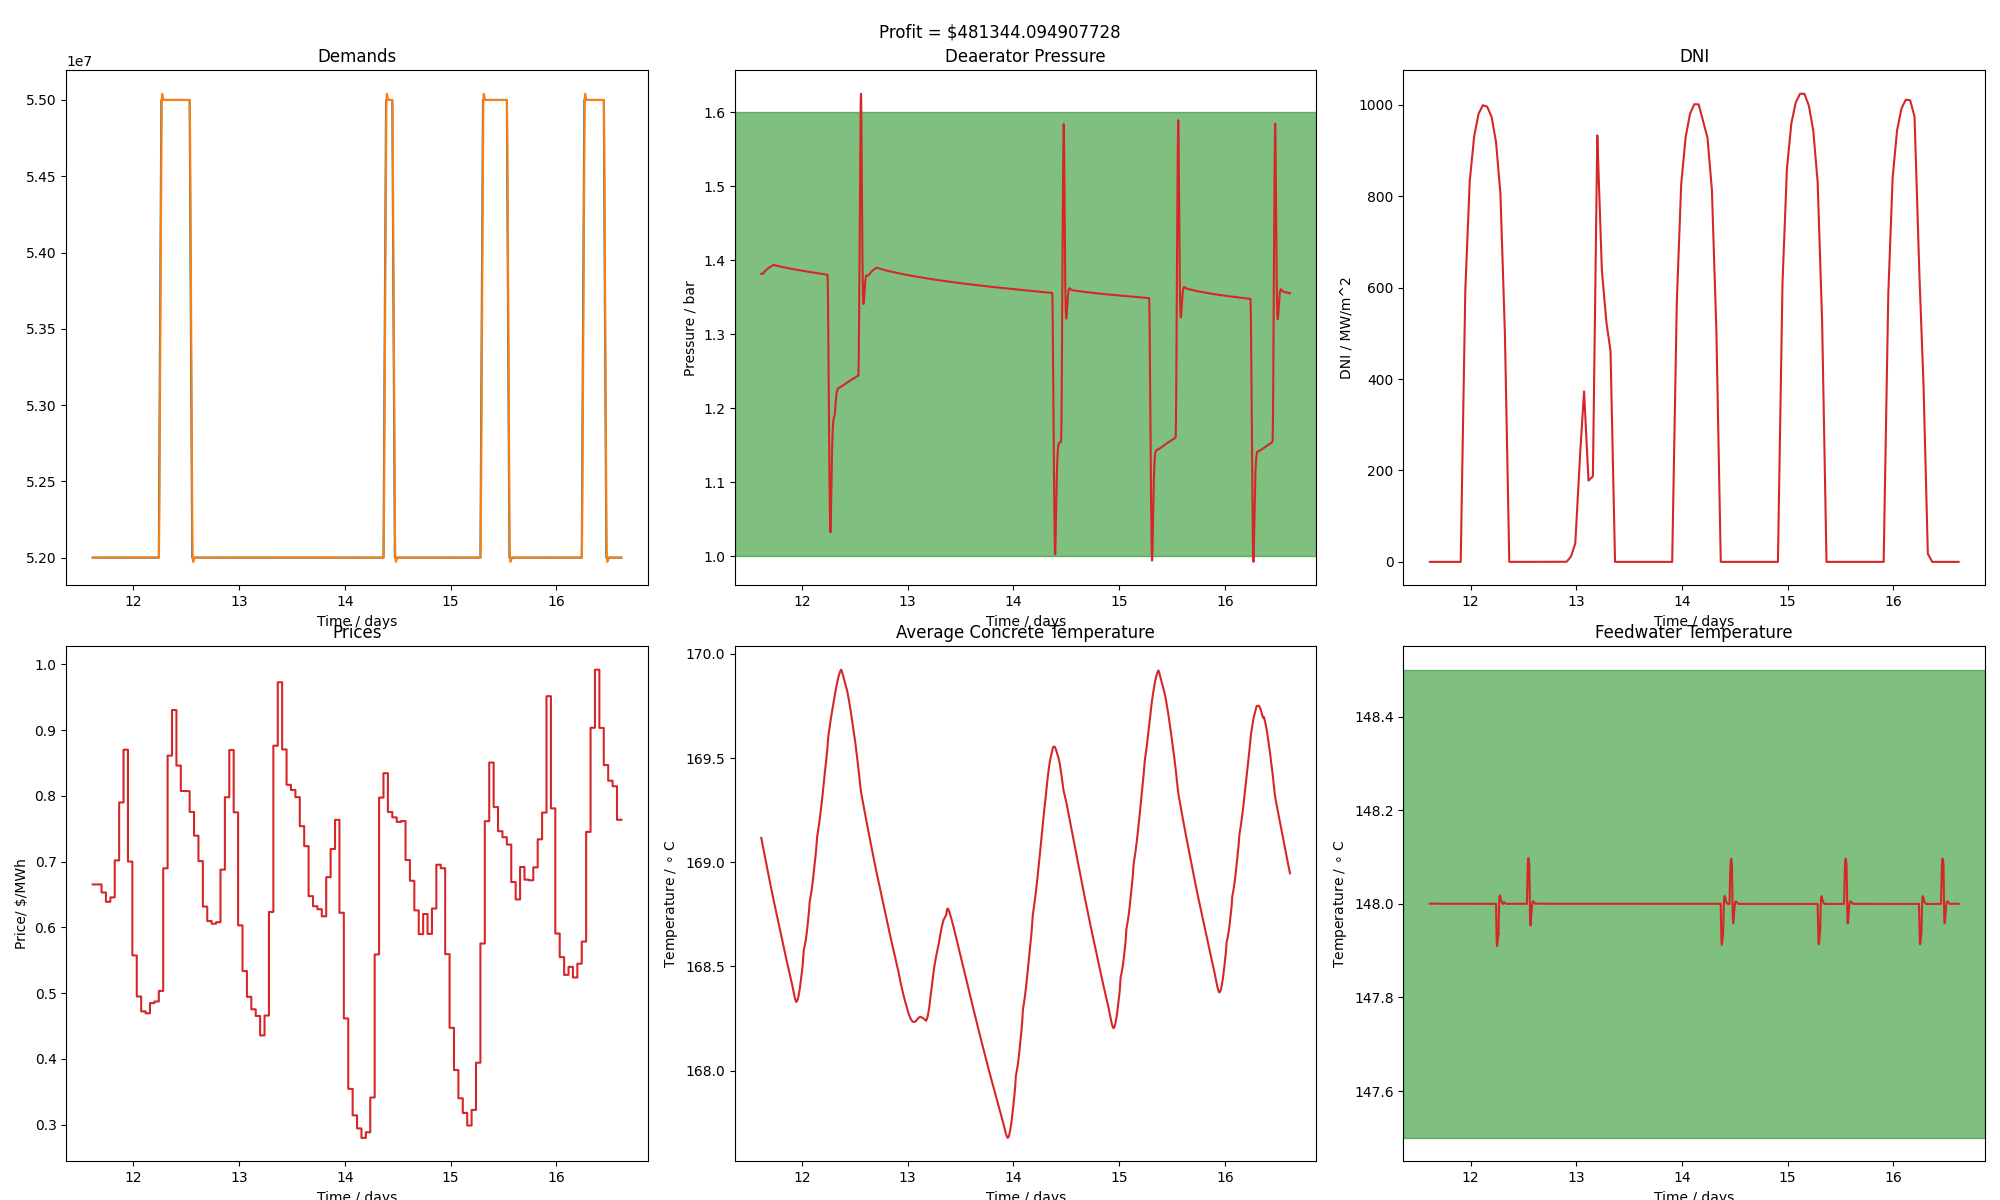 Profit = $481344.094907728
Demands
1e7
5.50
5.45
5.40
5.35
5.30
5.25
5.20
12 13 14 15 16
Time / days
Deaerator Pressure
Pressure / bar
1.6
1.5
1.4
1.3
1.2
1.1
1.0
12 13 14 15 16
Time / days
DNI
DNI / MW/m^2
1000
800
600
400
200
0
12 13 14 15 16
Time / days
Prices
Price/ $/MWh
1.0
0.9
0.8
0.7
0.6
0.5
0.4
0.3
12 13 14 15 16
Time / days
Average Concrete Temperature
Temperature / ∘ C
170.0
169.5
169.0
168.5
168.0
12 13 14 15 16
Time / days
Feedwater Temperature
Temperature / ∘ C
148.4
148.2
148.0
147.8
147.6
12 13 14 15 16
Time / days